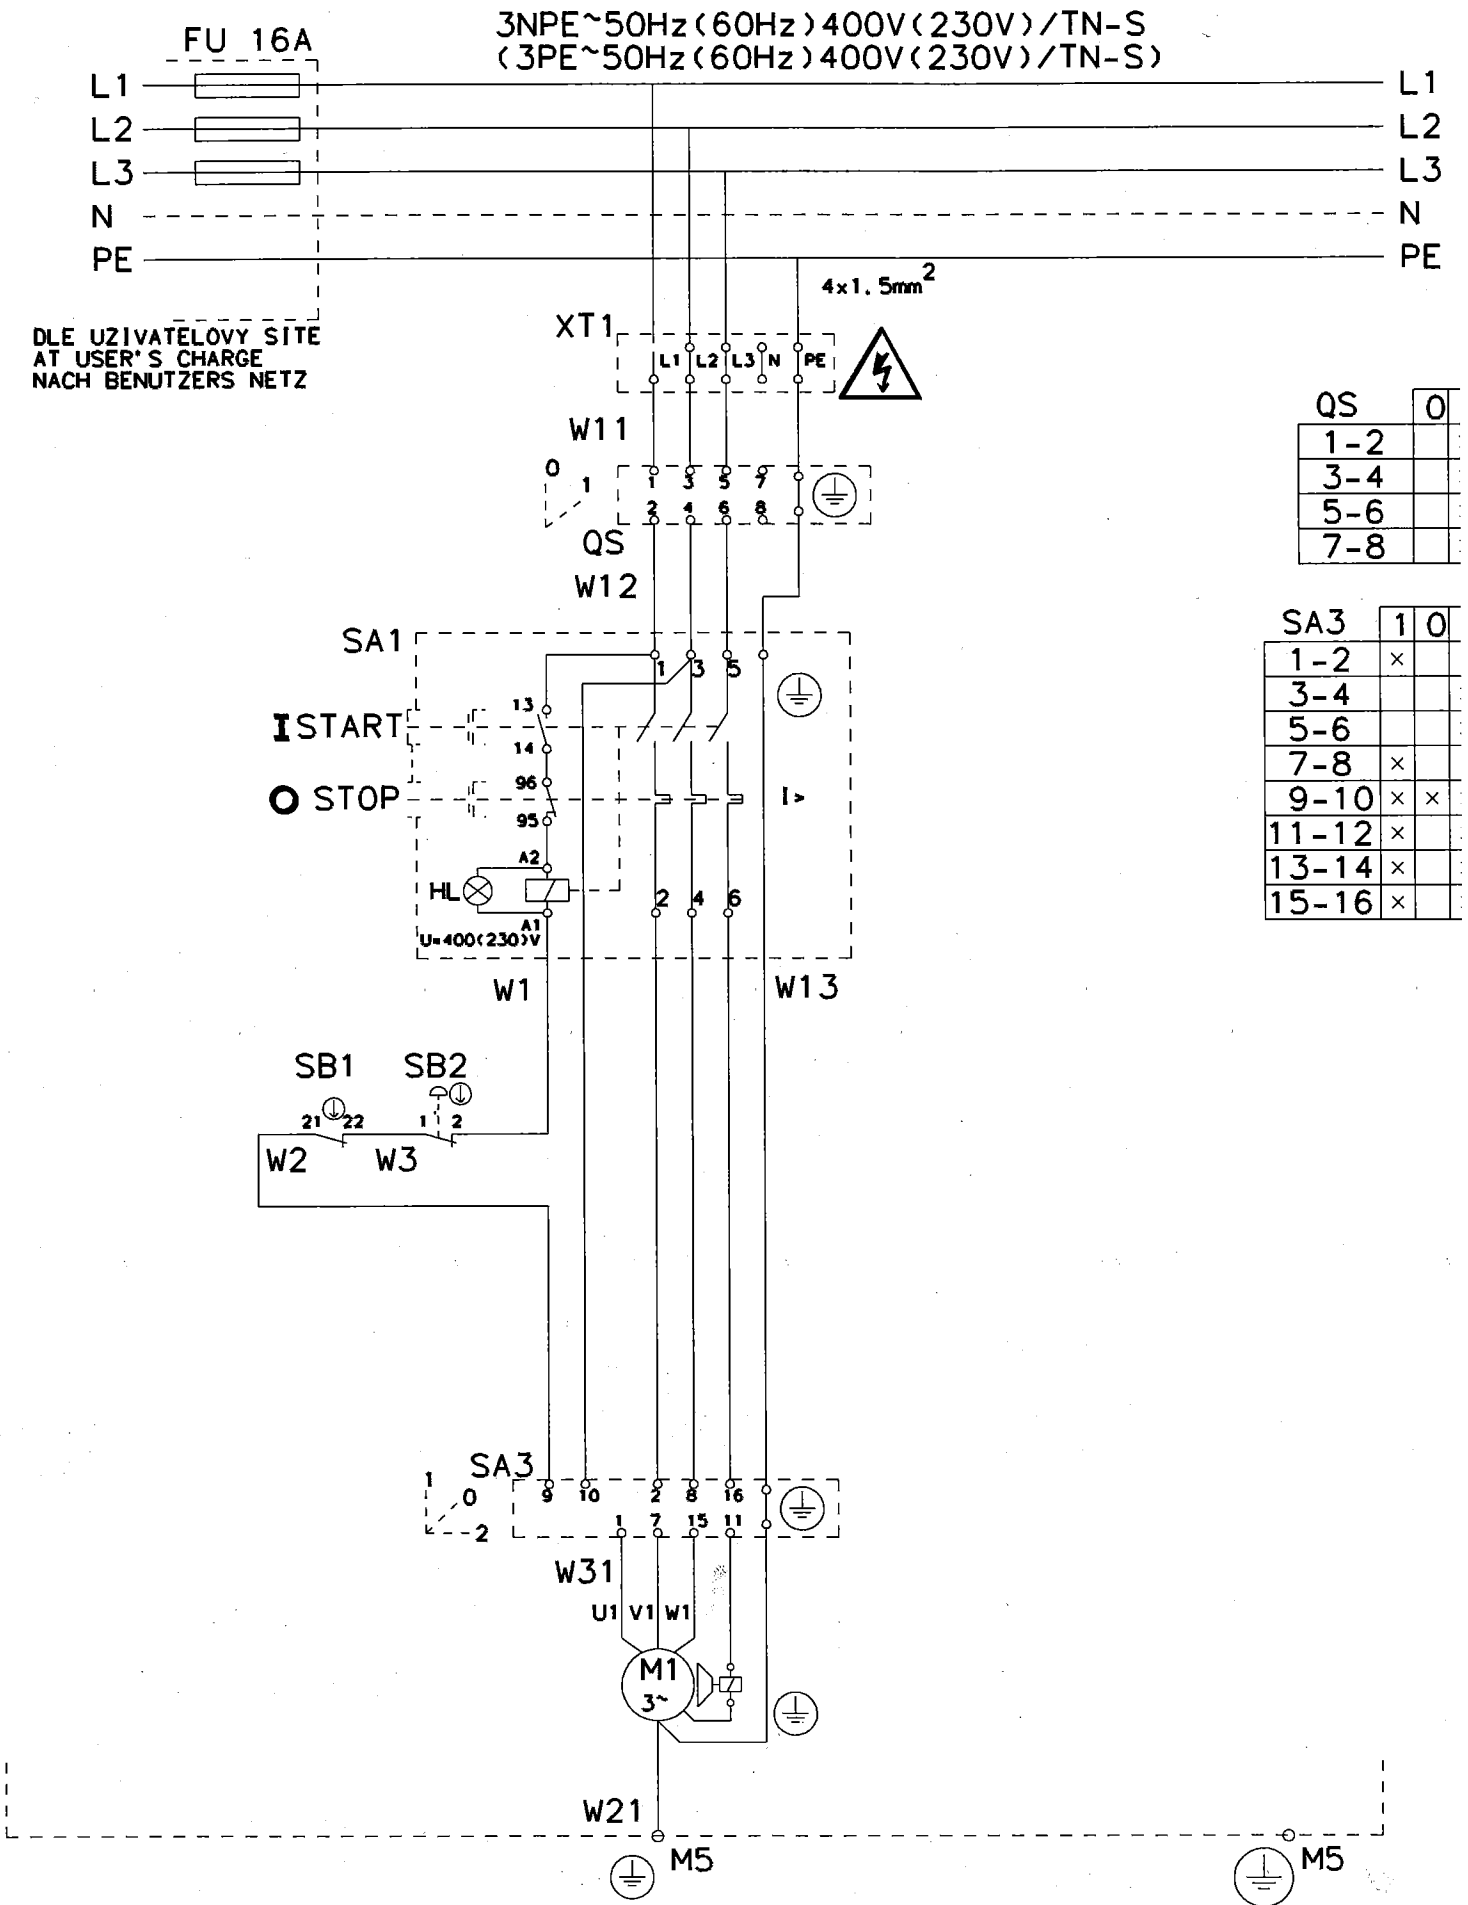 3NPE~50Hz(60Hz)400V(230V)/TN-S
(3PE~50Hz(60Hz)400V(230V)/TN-S)
FU 16A
L1 L1
L2 L2
L3 L3
N N
PE PE
4x1.5mm2
DLE UZIVATELOVY SITE
AT USER'S CHARGE
NACH BENUTZERS NETZ
XT1
L1 L2 L3 N PE
W11
0 1
1 3 5 7
2 4 6 8
QS
W12
QS 0
1-2
3-4
5-6
7-8
SA3 1 0
1-2 ×
3-4
5-6
7-8 ×
9-10 × ×
11-12 ×
13-14 ×
15-16 ×
SA1
1 3 5
13
I START
14
96
O STOP I>
95
A2
HL
2 4 6
A1
U=400(230)V
W1 W13
SB1 SB2
21 22 1 2
W2 W3
SA3
1 0 2
9 10 2 8 16
1 7 15 11
W31
U1 V1 W1
M1
3~
W21
M5 M5